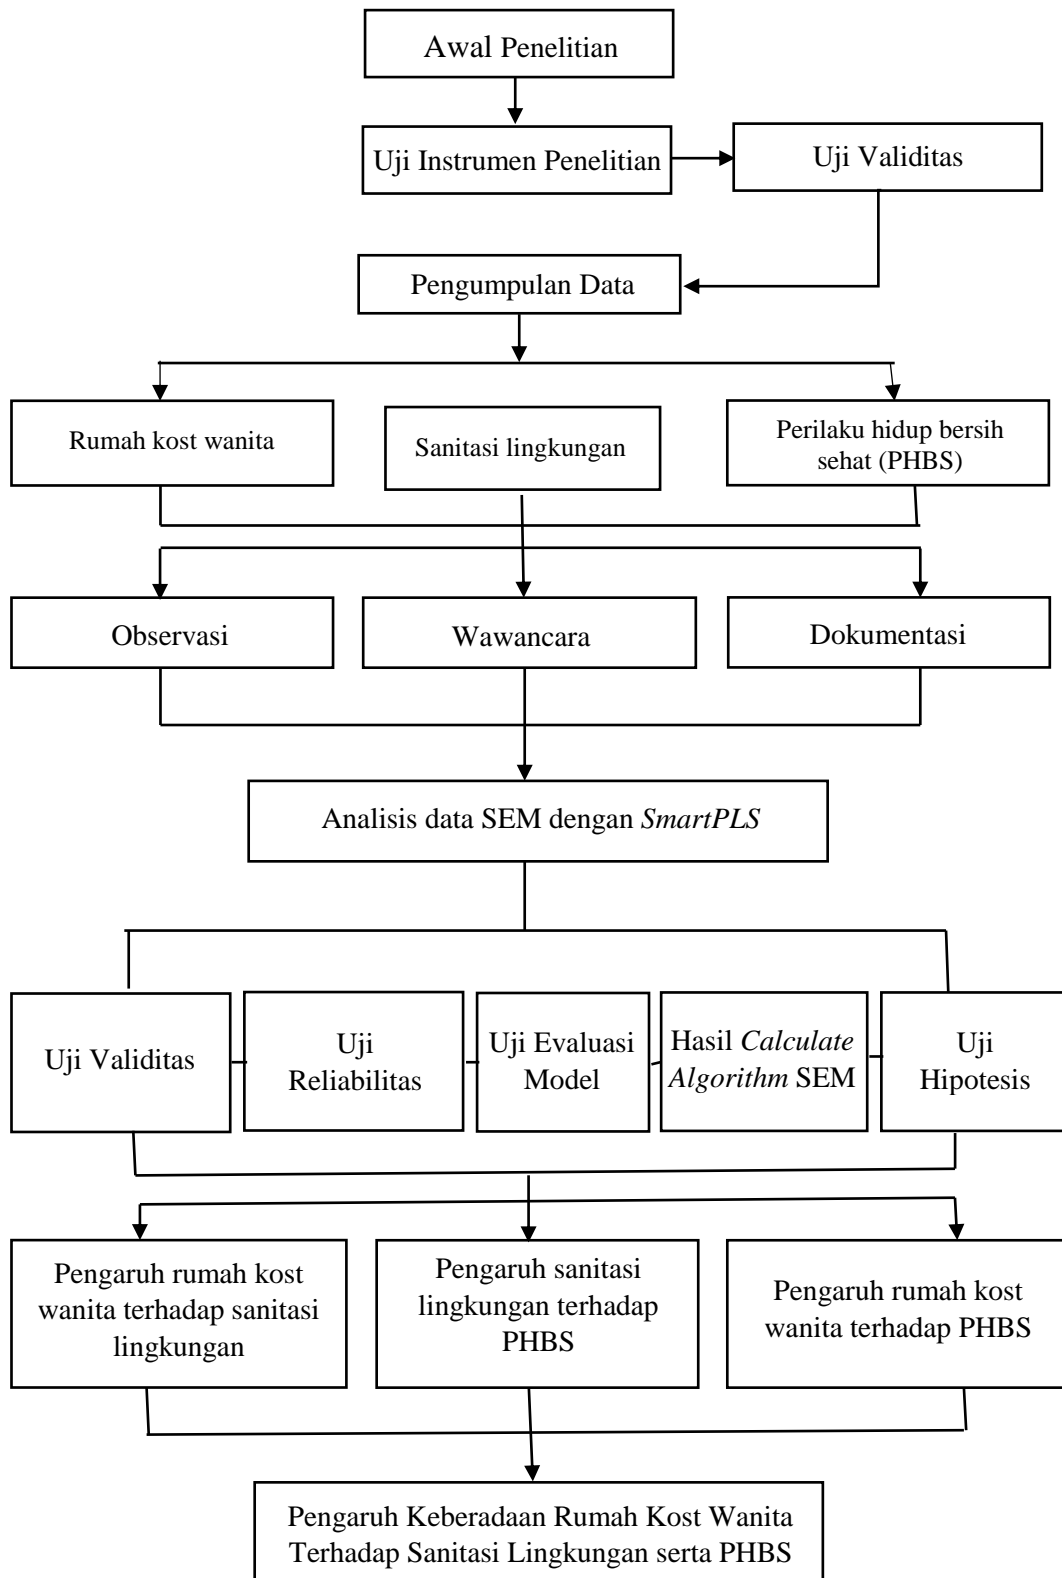 Awal Penelitian
Uji Instrumen Penelitian
Uji Validitas
Pengumpulan Data
Rumah kost wanita
Sanitasi lingkungan
Perilaku hidup bersih
sehat (PHBS)
Observasi
Wawancara
Dokumentasi
Analisis data SEM dengan SmartPLS
Uji Validitas
Uji
Reliabilitas
Uji Evaluasi
Model
Hasil Calculate
Algorithm SEM
Uji
Hipotesis
Pengaruh rumah kost
wanita terhadap sanitasi
lingkungan
Pengaruh sanitasi
lingkungan terhadap
PHBS
Pengaruh rumah kost
wanita terhadap PHBS
Pengaruh Keberadaan Rumah Kost Wanita
Terhadap Sanitasi Lingkungan serta PHBS